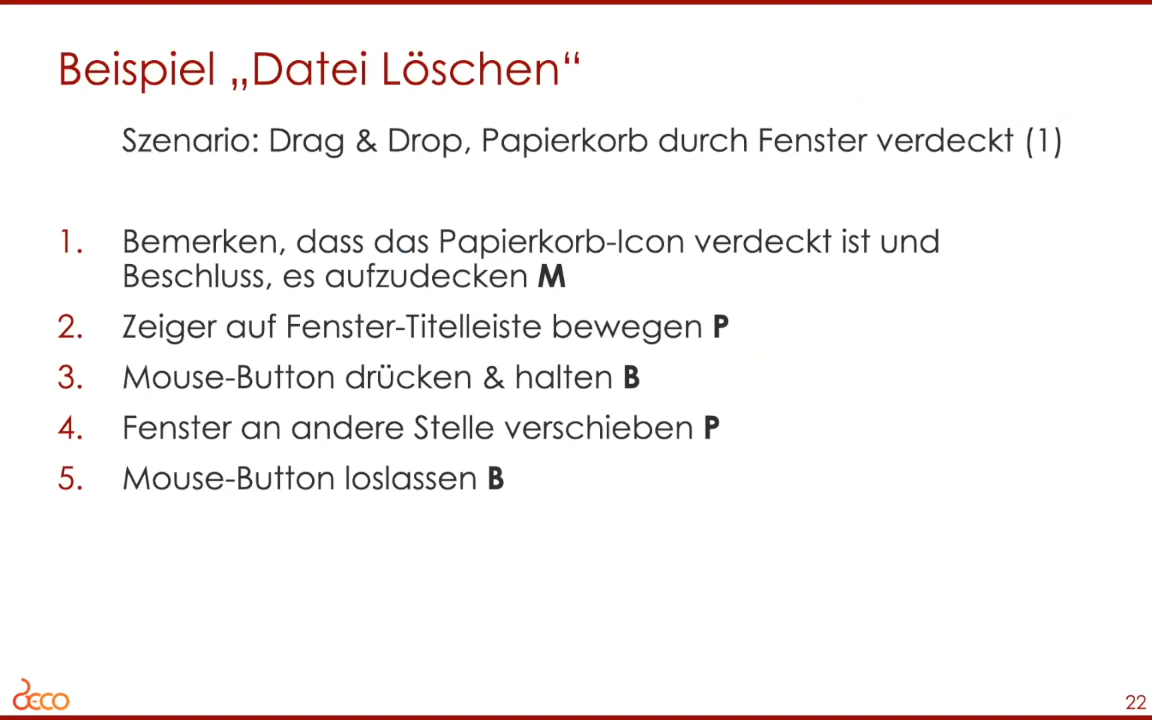 Beispiel „Datei Löschen“
Szenario: Drag & Drop, Papierkorb durch Fenster verdeckt (1)
1. Bemerken, dass das Papierkorb-Icon verdeckt ist und
Beschluss, es aufzudecken M
2. Zeiger auf Fenster-Titelleiste bewegen P
3. Mouse-Button drücken & halten B
4. Fenster an andere Stelle verschieben P
5. Mouse-Button loslassen B
DECO
22